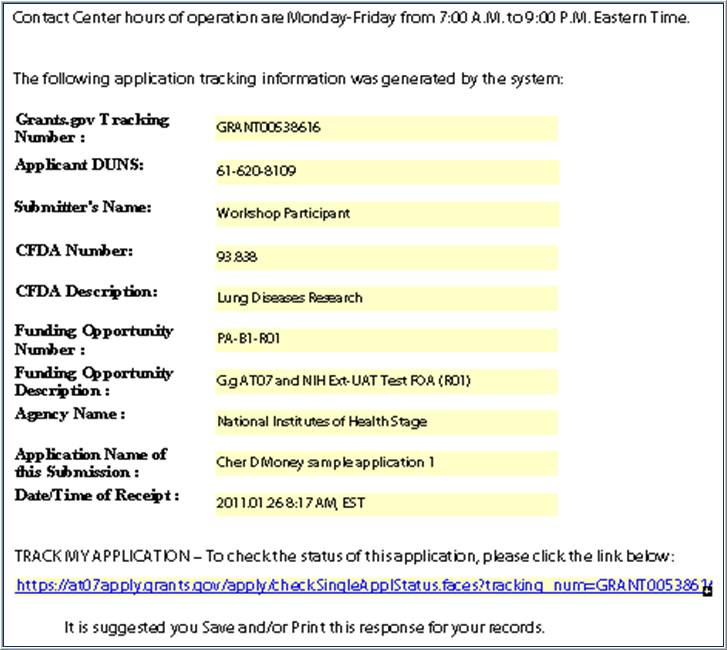 Contact Center hours of operation are Monday-Friday from 7:00 A.M. to 9:00 P.M. Eastern Time.
The following application tracking information was generated by the system:
Grants.gov Tracking
Number : GRANT00538616
Applicant DUNS: 61-620-8109
Submitter's Name: Workshop Participant
CFDA Number: 93.838
CFDA Description: Lung Diseases Research
Funding Opportunity
Number : PA-B1-R01
Funding Opportunity
Description : G.g AT07 and NIH Ext-UAT Test FOA (R01)
Agency Name : National Institutes of Health Stage
Application Name of
this Submission : Cher D Money sample application 1
Date/Time of Receipt : 2011.01.26 8:17 AM, EST
TRACK MY APPLICATION – To check the status of this application, please click the link below:
https://at07apply.grants.gov/apply/checkSingleApplStatus.faces?tracking_num=GRANT00538616
It is suggested you Save and/or Print this response for your records.